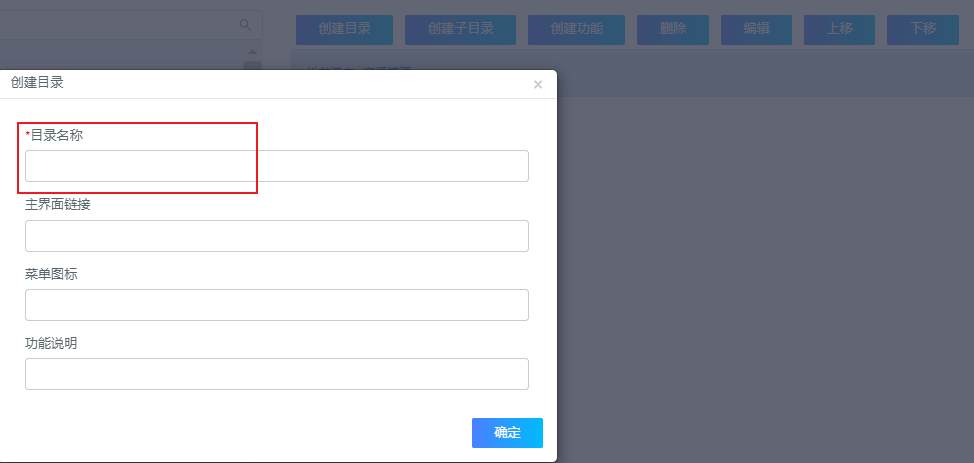 创建目录 创建子目录 创建功能 删除 编辑 上移 下移
创建目录
*目录名称
主界面链接
菜单图标
功能说明
确定